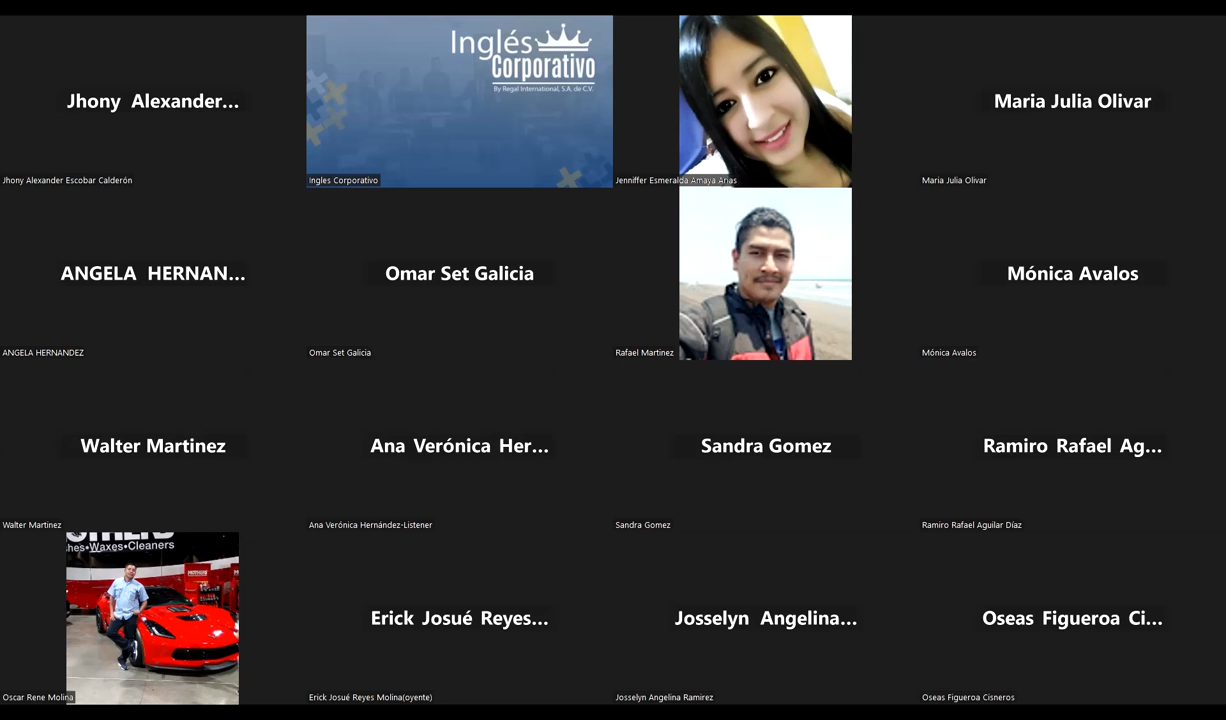 Jhony Alexander...
Jhony Alexander Escobar Calderón
Inglés
Corporativo
By Regal International, S.A. de C.V.
Ingles Corporativo
Jenniffer Esmeralda Amaya Arias
Maria Julia Olivar
Maria Julia Olivar
ANGELA HERNAN...
ANGELA HERNANDEZ
Omar Set Galicia
Omar Set Galicia
Rafael Martinez
Mónica Avalos
Mónica Avalos
Walter Martinez
Walter Martinez
Ana Verónica Her...
Ana Verónica Hernández-Listener
Sandra Gomez
Sandra Gomez
Ramiro Rafael Ag...
Ramiro Rafael Aguilar Díaz
hes•Waxes•Cleaners
Oscar Rene Molina
Erick Josué Reyes...
Erick Josué Reyes Molina(oyente)
Josselyn Angelina...
Josselyn Angelina Ramirez
Oseas Figueroa Ci...
Oseas Figueroa Cisneros